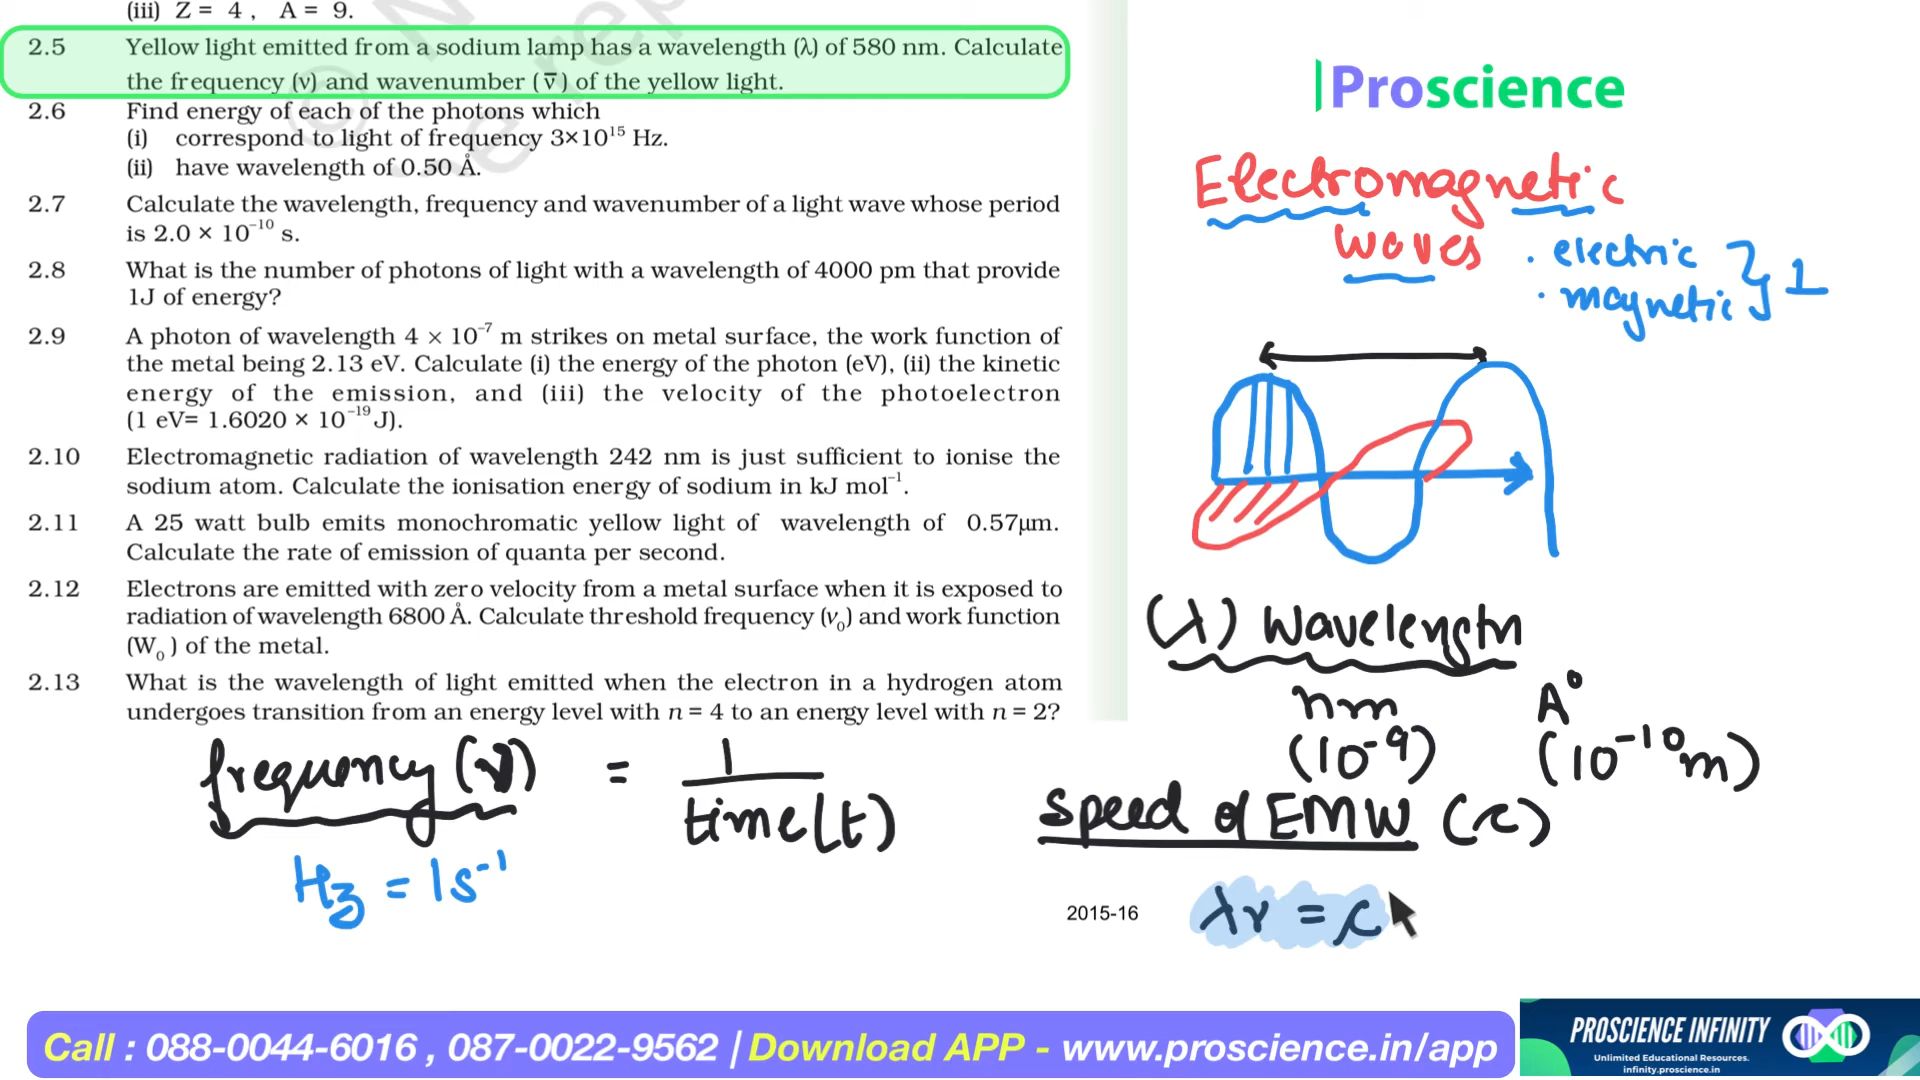 (iii) Z = 4 , A = 9.
2.5 Yellow light emitted from a sodium lamp has a wavelength (λ) of 580 nm. Calculate
the frequency (ν) and wavenumber (ν̅) of the yellow light.
2.6 Find energy of each of the photons which
(i) correspond to light of frequency 3×10¹⁵ Hz.
(ii) have wavelength of 0.50 Å.
2.7 Calculate the wavelength, frequency and wavenumber of a light wave whose period
is 2.0 × 10⁻¹⁰ s.
2.8 What is the number of photons of light with a wavelength of 4000 pm that provide
1J of energy?
2.9 A photon of wavelength 4 × 10⁻⁷ m strikes on metal surface, the work function of
the metal being 2.13 eV. Calculate (i) the energy of the photon (eV), (ii) the kinetic
energy of the emission, and (iii) the velocity of the photoelectron
(1 eV= 1.6020 × 10⁻¹⁹ J).
2.10 Electromagnetic radiation of wavelength 242 nm is just sufficient to ionise the
sodium atom. Calculate the ionisation energy of sodium in kJ mol⁻¹.
2.11 A 25 watt bulb emits monochromatic yellow light of wavelength of 0.57µm.
Calculate the rate of emission of quanta per second.
2.12 Electrons are emitted with zero velocity from a metal surface when it is exposed to
radiation of wavelength 6800 Å. Calculate threshold frequency (ν₀) and work function
(W₀ ) of the metal.
2.13 What is the wavelength of light emitted when the electron in a hydrogen atom
undergoes transition from an energy level with n = 4 to an energy level with n = 2?
frequency (ν) = 1
time(t)
Hz = 1s⁻¹
2015-16
Proscience
Electromagnetic
waves
· electric
· magnetic } ⊥
(λ) wavelength
nm A°
(10⁻⁹) (10⁻¹⁰m)
Speed of EMW (c)
λν = c
Call : 088-0044-6016 , 087-0022-9562 | Download APP - www.proscience.in/app
PROSCIENCE INFINITY
Unlimited Educational Resources.
infinity.proscience.in